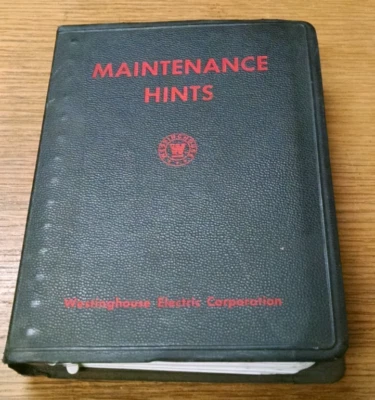 MAINTENANCE
HINTS
W
Westinghouse Electric Corporation